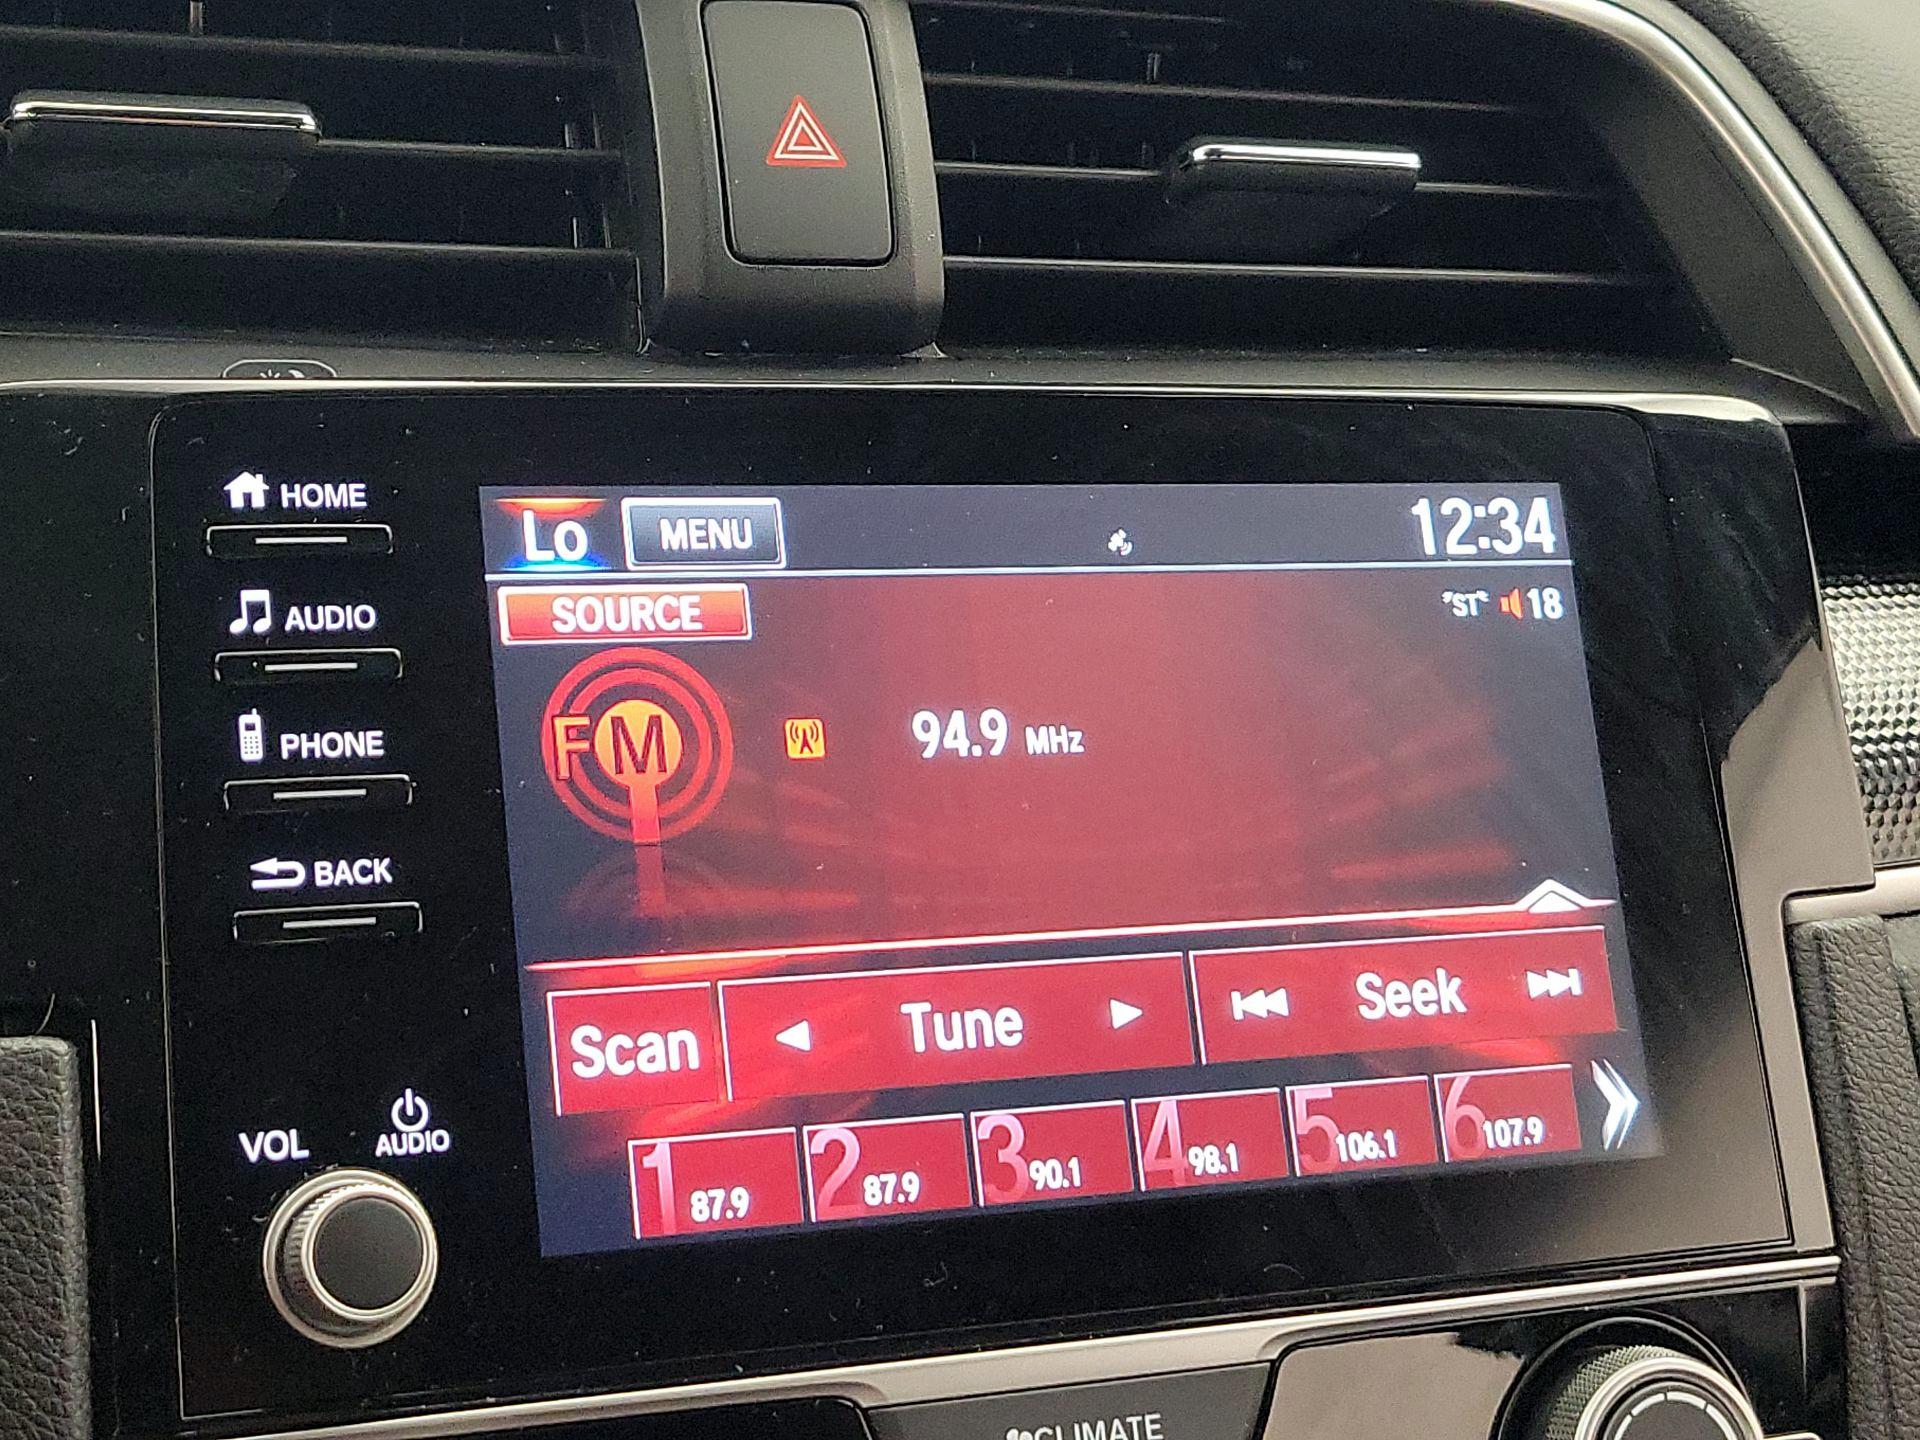 HOME
AUDIO
PHONE
BACK
VOL
AUDIO
Lo MENU 12:34
SOURCE "ST" 18
FM 94.9 MHz
Scan Tune Seek
1 87.9
2 87.9
3 90.1
4 98.1
5 106.1
6 107.9
CLIMATE